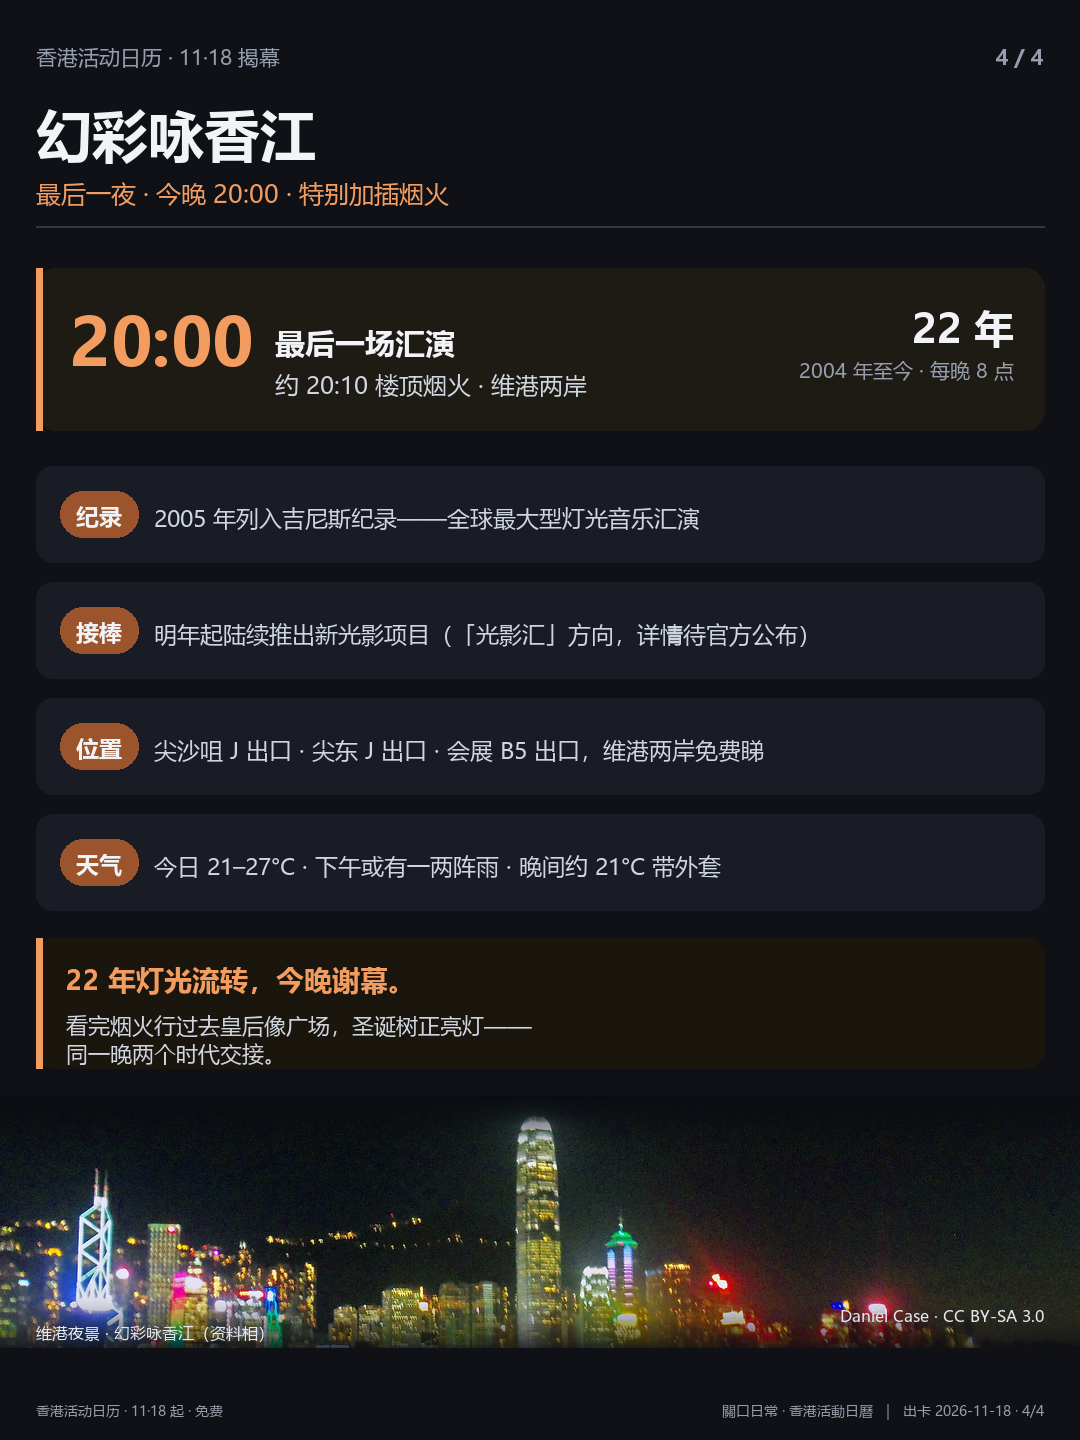 香港活动日历 · 11·18 揭幕
4 / 4
幻彩咏香江
最后一夜 · 今晚 20:00 · 特别加插烟火
20:00
最后一场汇演
约 20:10 楼顶烟火 · 维港两岸
22 年
2004 年至今 · 每晚 8 点
纪录
2005 年列入吉尼斯纪录——全球最大型灯光音乐汇演
接棒
明年起陆续推出新光影项目（「光影汇」方向，详情待官方公布）
位置
尖沙咀 J 出口 · 尖东 J 出口 · 会展 B5 出口，维港两岸免费睇
天气
今日 21–27°C · 下午或有一两阵雨 · 晚间约 21°C 带外套
22 年灯光流转，今晚谢幕。
看完烟火行过去皇后像广场，圣诞树正亮灯——
同一晚两个时代交接。
Daniel Case · CC BY-SA 3.0
维港夜景 · 幻彩咏香江（资料相）
香港活动日历 · 11·18 起 · 免费
關口日常 · 香港活動日曆 ｜ 出卡 2026-11-18 · 4/4